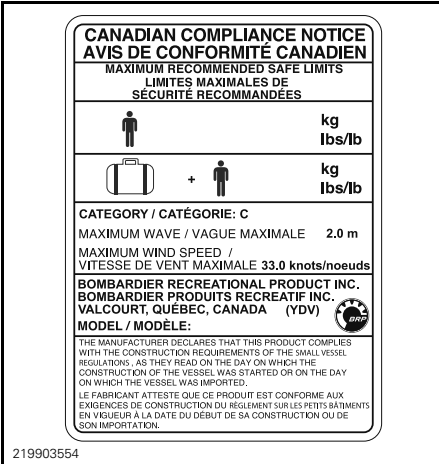 CANADIAN COMPLIANCE NOTICE
AVIS DE CONFORMITÉ CANADIEN
MAXIMUM RECOMMENDED SAFE LIMITS
LIMITES MAXIMALES DE
SÉCURITÉ RECOMMANDÉES
kg
lbs/lb
+
kg
lbs/lb
CATEGORY / CATÉGORIE: C
MAXIMUM WAVE / VAGUE MAXIMALE 2.0 m
MAXIMUM WIND SPEED /
VITESSE DE VENT MAXIMALE 33.0 knots/noeuds
BOMBARDIER RECREATIONAL PRODUCT INC.
BOMBARDIER PRODUITS RECREATIF INC.
VALCOURT, QUÉBEC, CANADA (YDV)
BRP
MODEL / MODÈLE:
THE MANUFACTURER DECLARES THAT THIS PRODUCT COMPLIES
WITH THE CONSTRUCTION REQUIREMENTS OF THE SMALL VESSEL
REGULATIONS , AS THEY READ ON THE DAY ON WHICH THE
CONSTRUCTION OF THE VESSEL WAS STARTED OR ON THE DAY
ON WHICH THE VESSEL WAS IMPORTED.
LE FABRICANT ATTESTE QUE CE PRODUIT EST CONFORME AUX
EXIGENCES DE CONSTRUCTION DU RÈGLEMENT SUR LES PETITS BÂTIMENTS
EN VIGUEUR À LA DATE DU DÉBUT DE SA CONSTRUCTION OU DE
SON IMPORTATION.
219903554